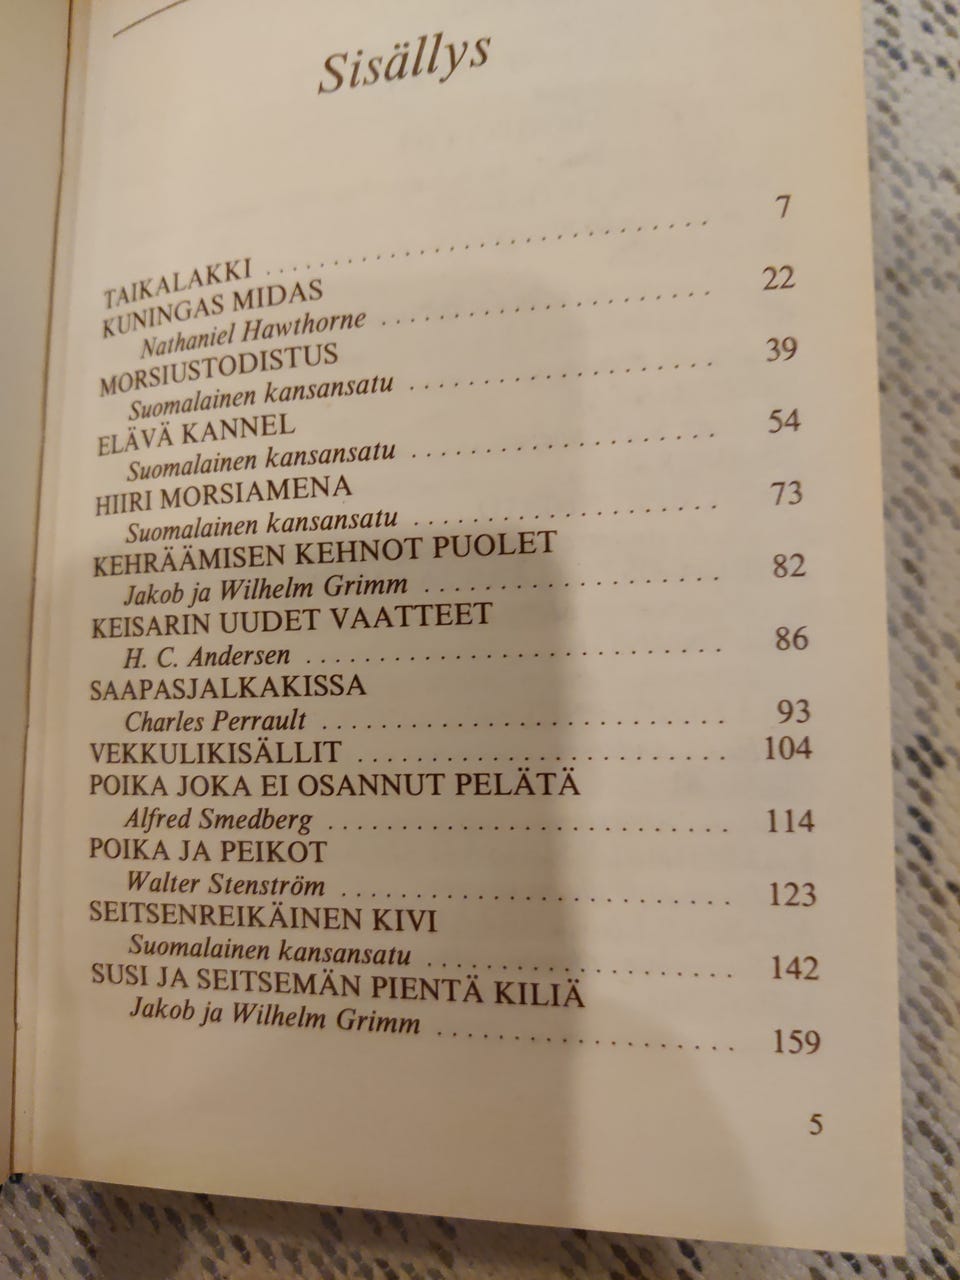 Sisällys
TAIKALAKKI . . . . . . . . . . . . . . . . . . . . . . . . . . . . . . . . . 7
KUNINGAS MIDAS
Nathaniel Hawthorne . . . . . . . . . . . . . . . . . . . . . . . . 22
MORSIUSTODISTUS
Suomalainen kansansatu . . . . . . . . . . . . . . . . . . . . . . 39
ELÄVÄ KANNEL
Suomalainen kansansatu . . . . . . . . . . . . . . . . . . . . . . 54
HIIRI MORSIAMENA
Suomalainen kansansatu . . . . . . . . . . . . . . . . . . . . . . 73
KEHRÄÄMISEN KEHNOT PUOLET
Jakob ja Wilhelm Grimm . . . . . . . . . . . . . . . . . . . . . 82
KEISARIN UUDET VAATTEET
H. C. Andersen . . . . . . . . . . . . . . . . . . . . . . . . . . . . . 86
SAAPASJALKAKISSA
Charles Perrault . . . . . . . . . . . . . . . . . . . . . . . . . . . . 93
VEKKULIKISÄLLIT . . . . . . . . . . . . . . . . . . . . . . . . . . 104
POIKA JOKA EI OSANNUT PELÄTÄ
Alfred Smedberg . . . . . . . . . . . . . . . . . . . . . . . . . . . . 114
POIKA JA PEIKOT
Walter Stenström . . . . . . . . . . . . . . . . . . . . . . . . . . . 123
SEITSENREIKÄINEN KIVI
Suomalainen kansansatu . . . . . . . . . . . . . . . . . . . . . 142
SUSI JA SEITSEMÄN PIENTÄ KILIÄ
Jakob ja Wilhelm Grimm . . . . . . . . . . . . . . . . . . . . 159
5